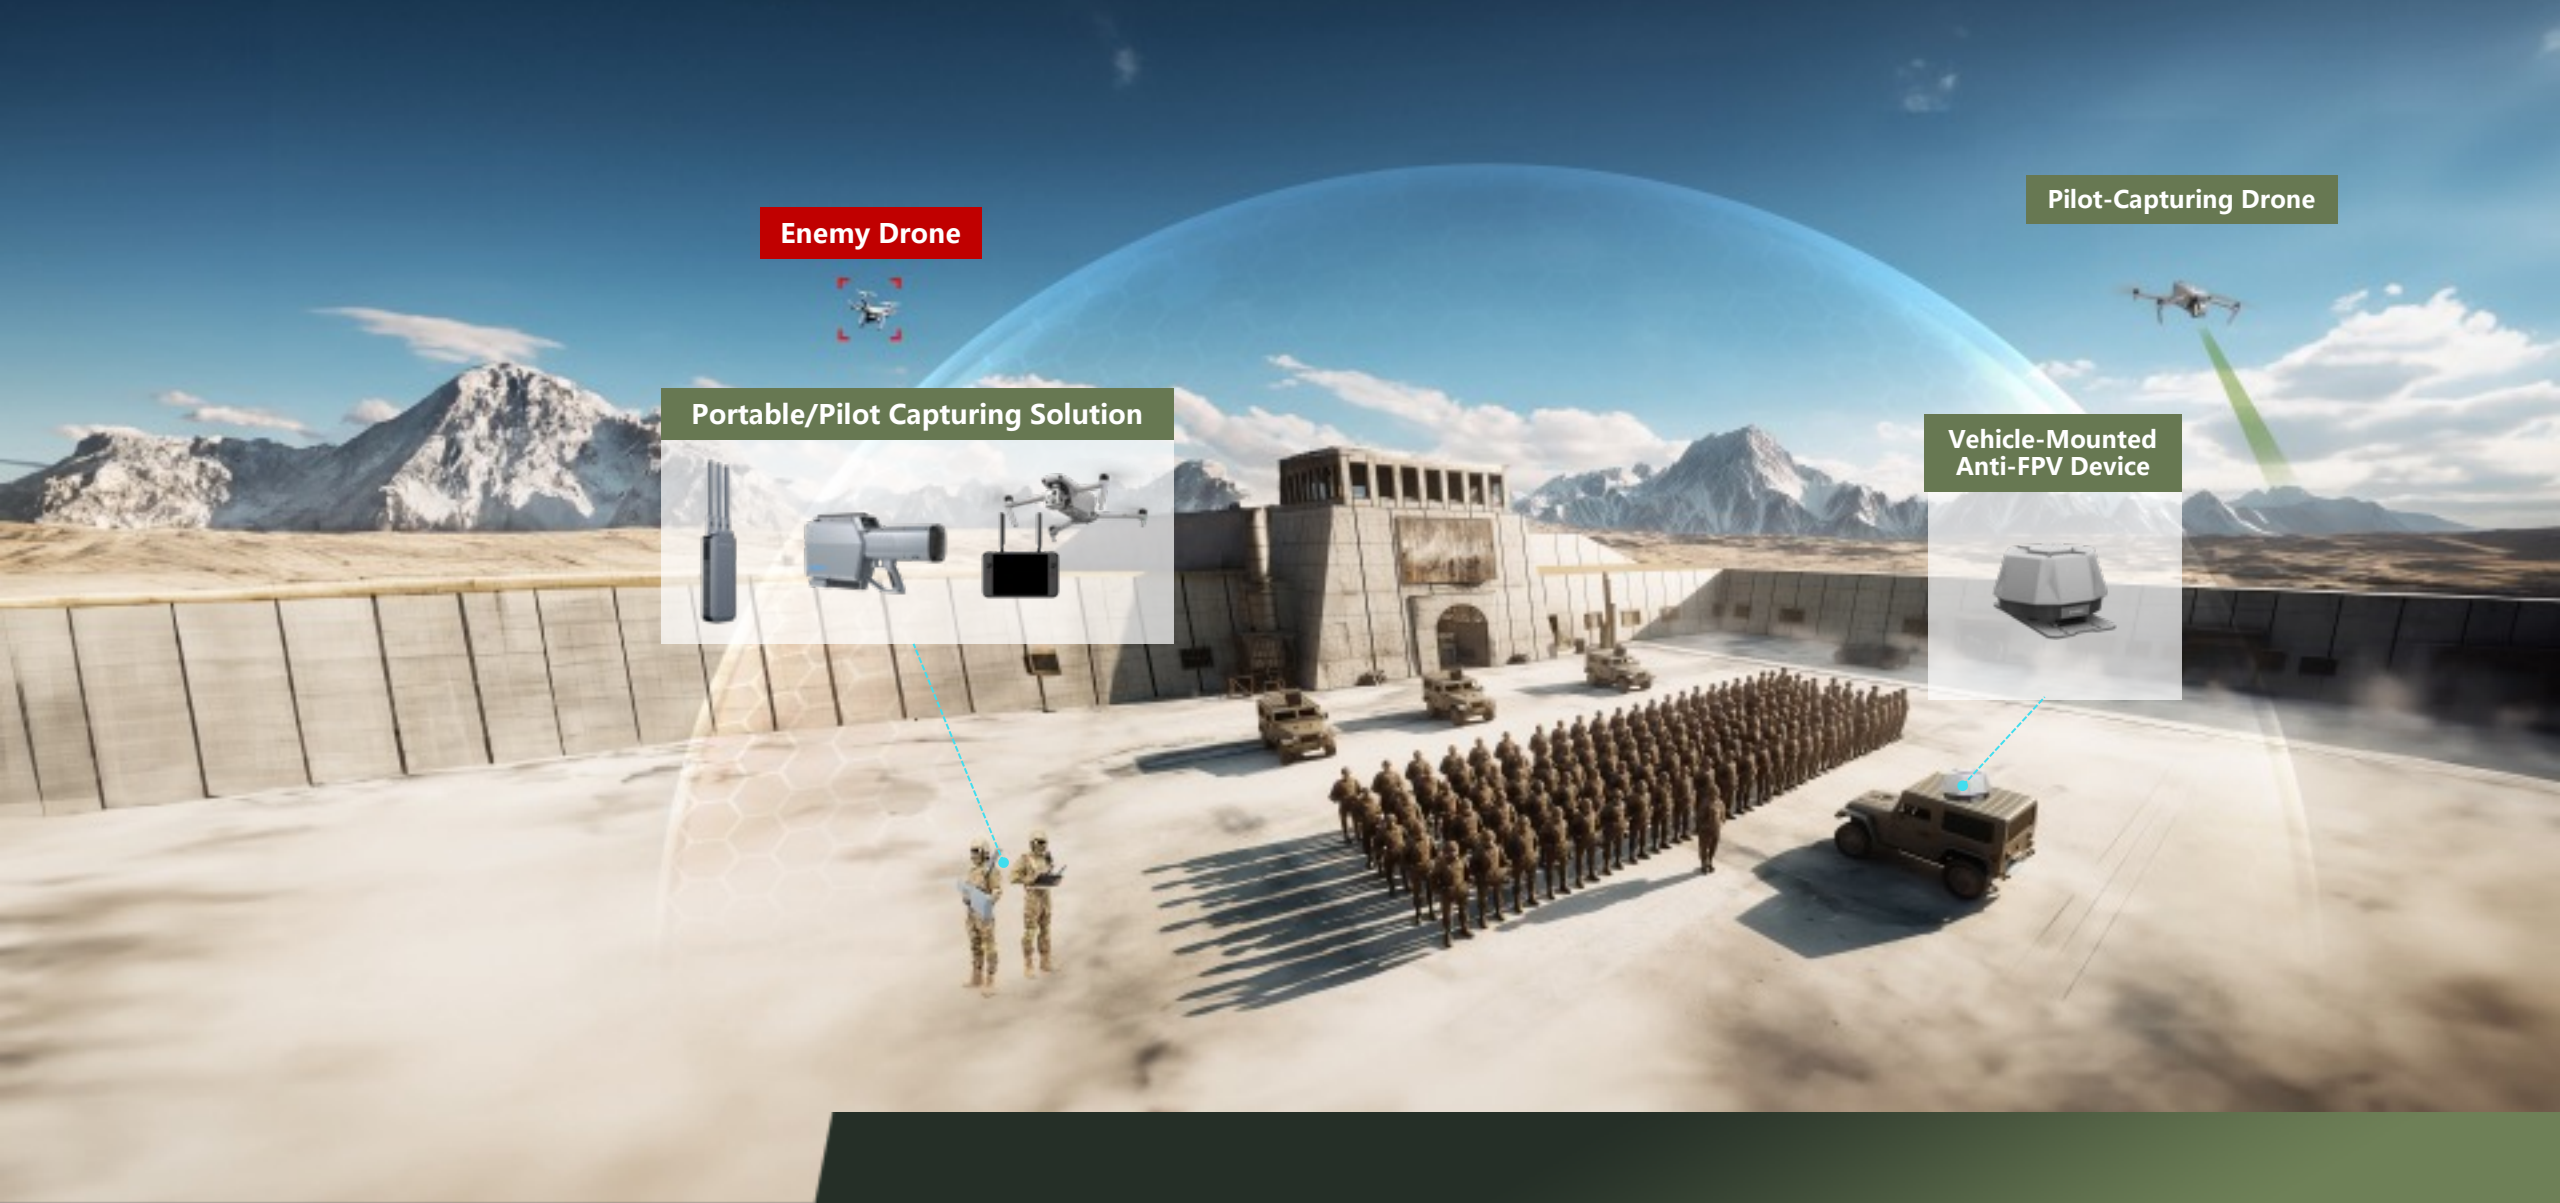 Pilot-Capturing Drone
Enemy Drone
Portable/Pilot Capturing Solution
Vehicle-Mounted
Anti-FPV Device